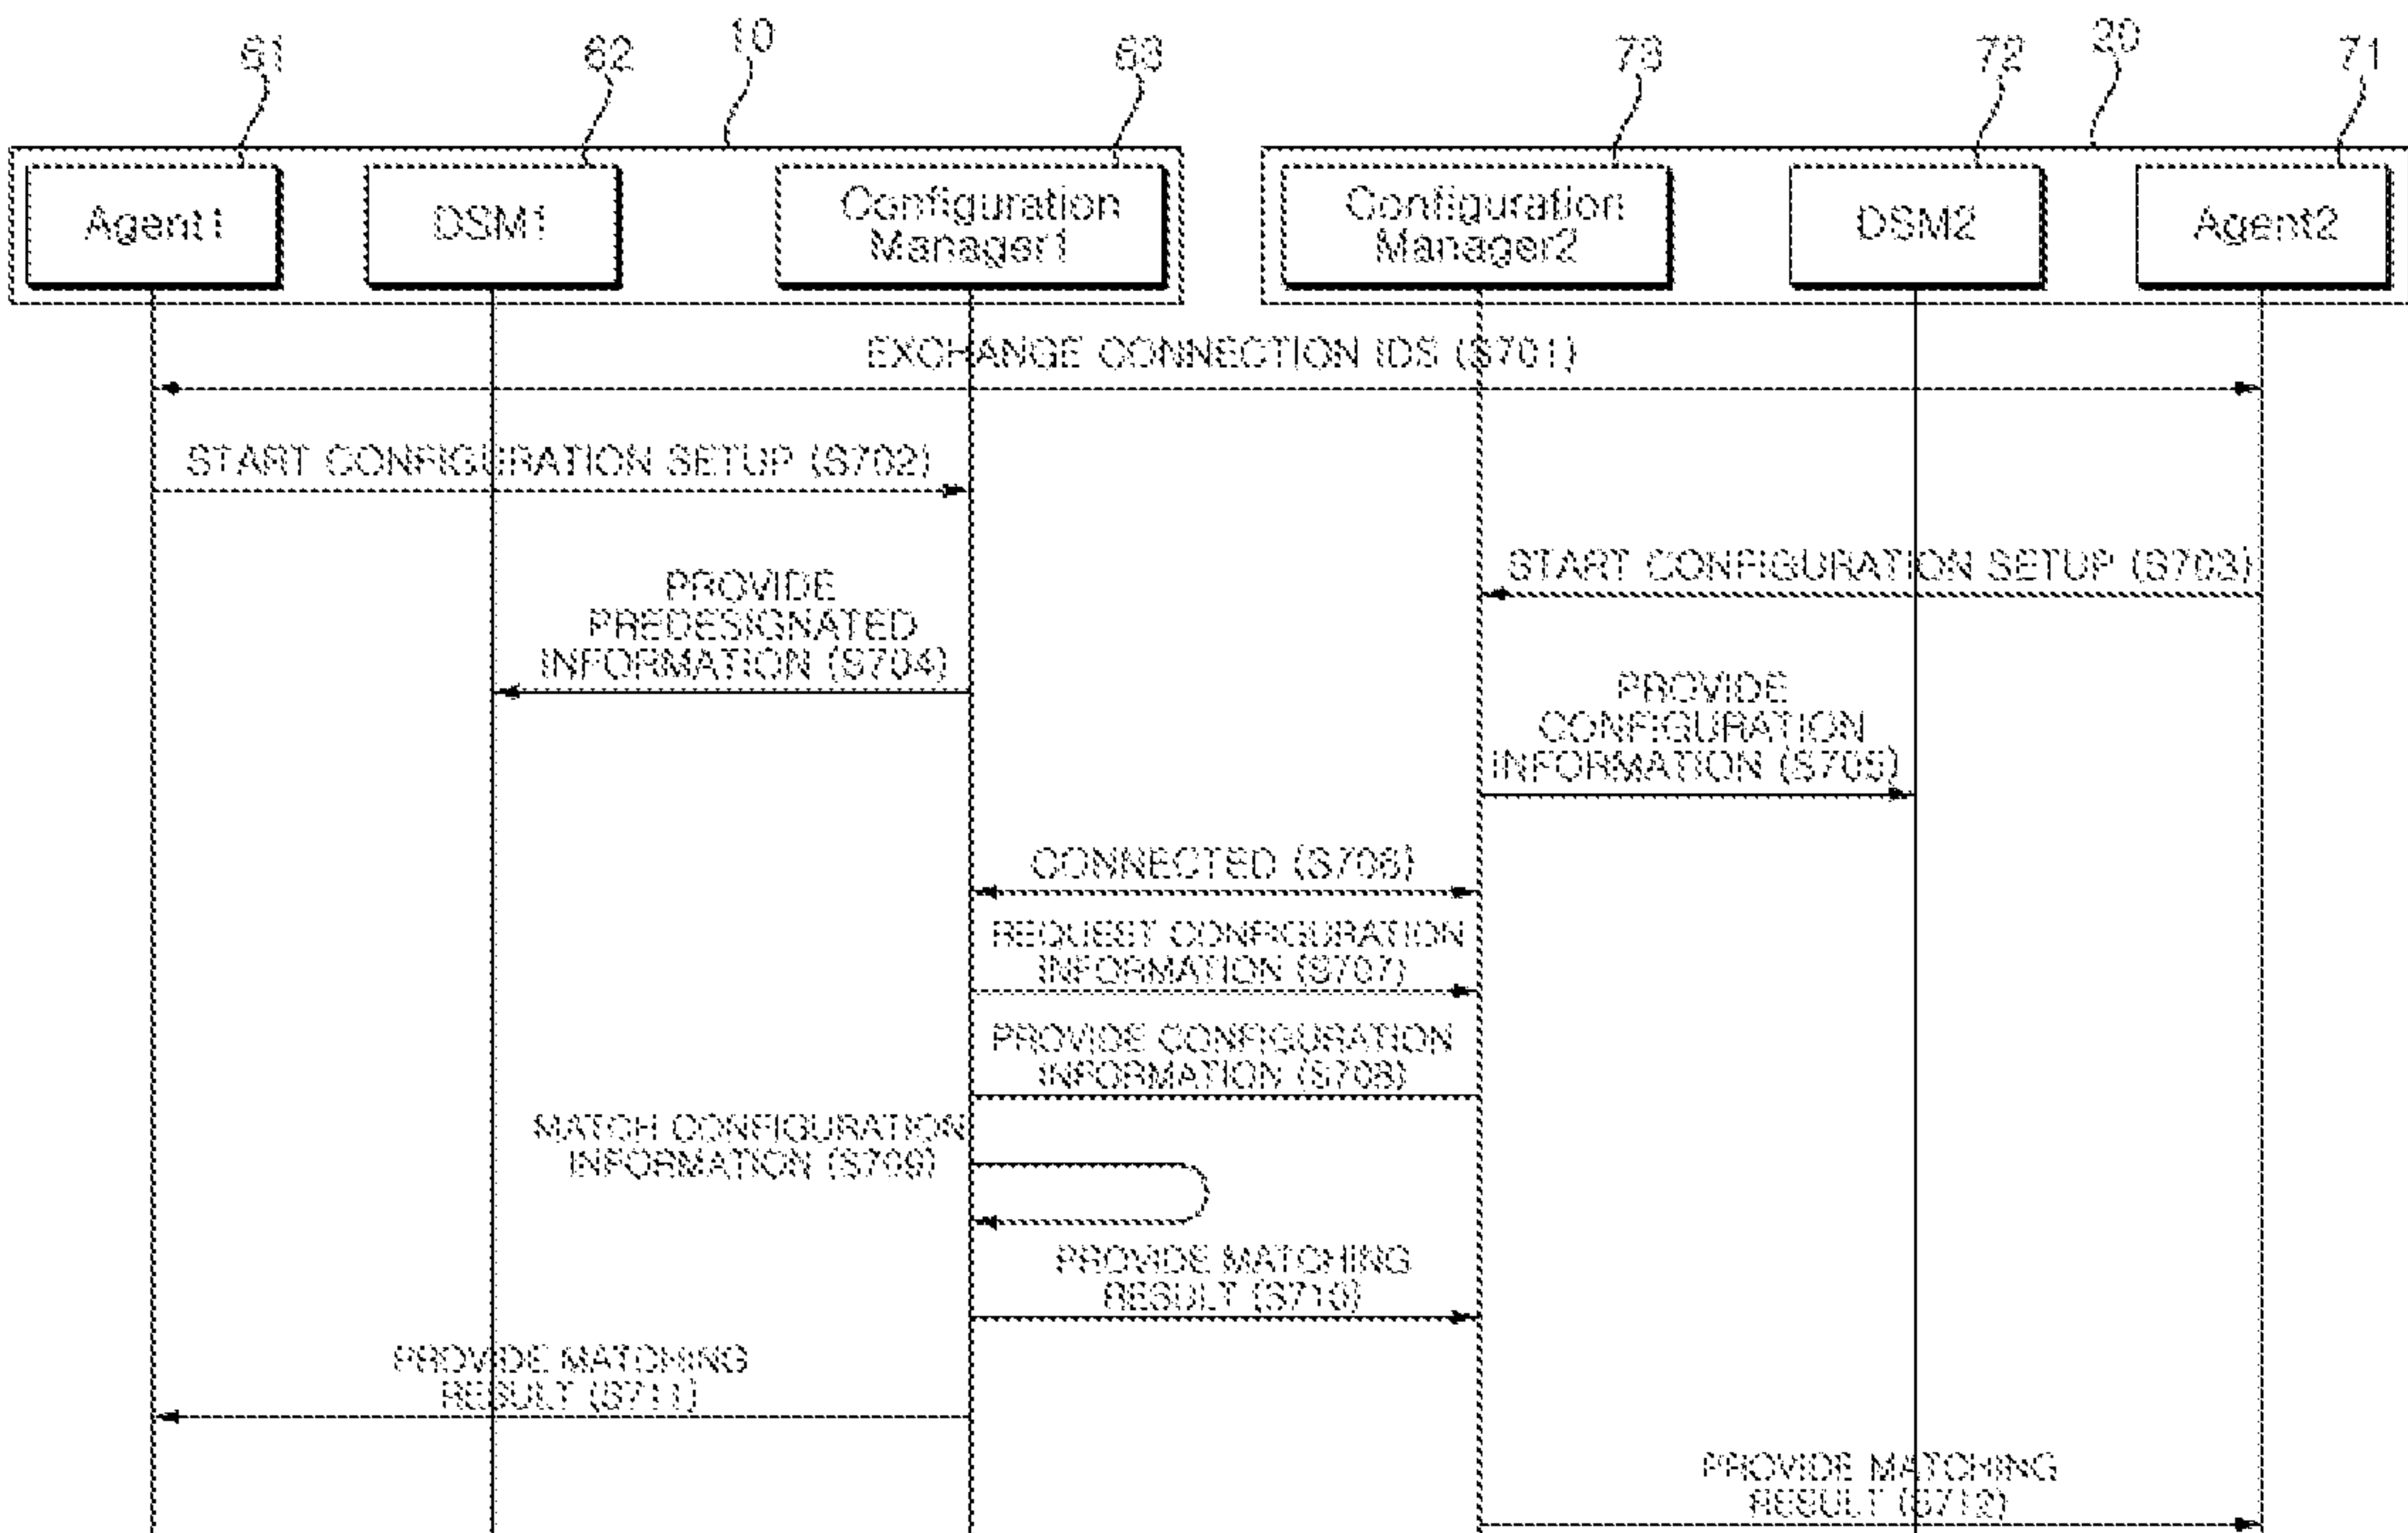 61
62
10
63
73
72
20
71
Agent1
DSM1
Configuration
Manager1
Configuration
Manager2
DSM2
Agent2
EXCHANGE CONNECTION IDS (S701)
START CONFIGURATION SETUP (S702)
START CONFIGURATION SETUP (S703)
PROVIDE
PREDESIGNATED
INFORMATION (S704)
PROVIDE
CONFIGURATION
INFORMATION (S705)
CONNECTED (S706)
REQUEST CONFIGURATION
INFORMATION (S707)
PROVIDE CONFIGURATION
INFORMATION (S708)
MATCH CONFIGURATION
INFORMATION (S709)
PROVIDE MATCHING
RESULT (S710)
PROVIDE MATCHING
RESULT (S711)
PROVIDE MATCHING
RESULT (S712)